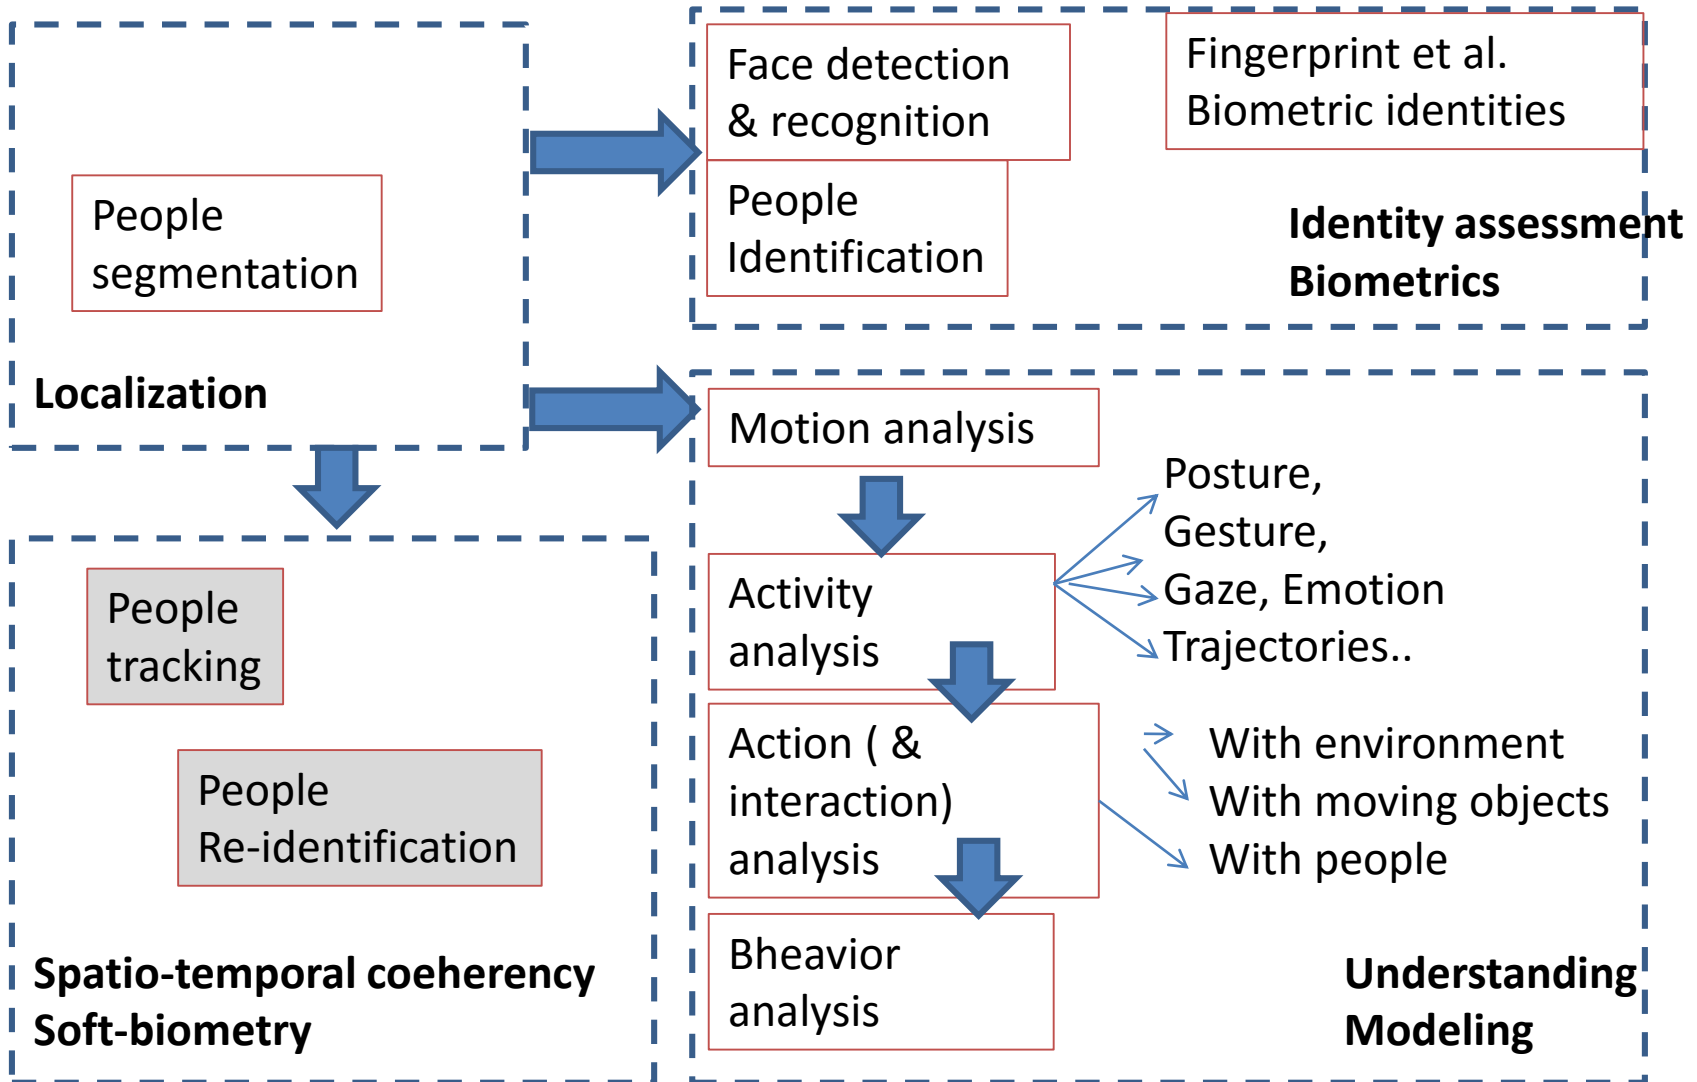 People
segmentation
Localization
Face detection
& recognition
People
Identification
Fingerprint et al.
Biometric identities
Identity assessment
Biometrics
People
tracking
People
Re-identification
Spatio-temporal coeherency
Soft-biometry
Motion analysis
Activity
analysis
Posture,
Gesture,
Gaze, Emotion
Trajectories..
Action ( &
interaction)
analysis
With environment
With moving objects
With people
Bheavior
analysis
Understanding
Modeling